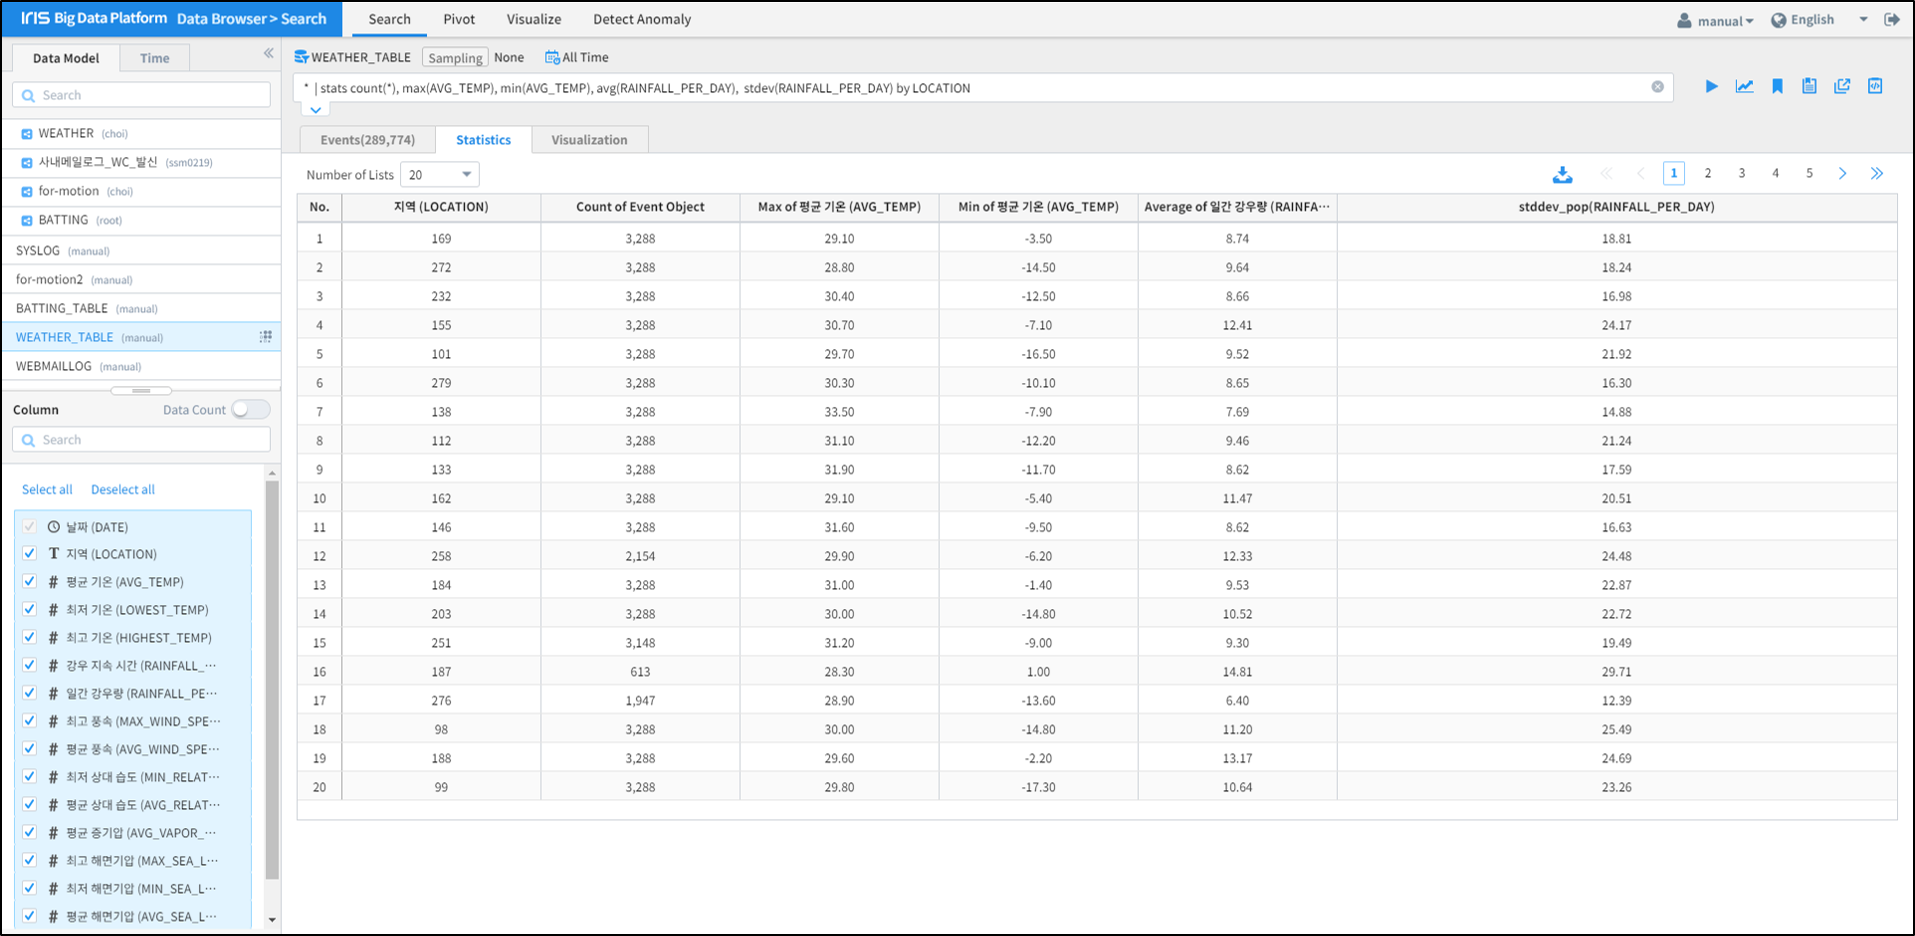 IRIS Big Data Platform Data Browser > Search Search Pivot Visualize Detect Anomaly manual English
Data Model Time
Search
WEATHER (choi)
사내메일로그_WC_발신 (ssm0219)
for-motion (choi)
BATTING (root)
SYSLOG (manual)
for-motion2 (manual)
BATTING_TABLE (manual)
WEATHER_TABLE (manual)
WEBMAILLOG (manual)
Column Data Count
Search
Select all Deselect all
날짜 (DATE)
T 지역 (LOCATION)
# 평균 기온 (AVG_TEMP)
# 최저 기온 (LOWEST_TEMP)
# 최고 기온 (HIGHEST_TEMP)
# 강우 지속 시간 (RAINFALL_···
# 일간 강우량 (RAINFALL_PE···
# 최고 풍속 (MAX_WIND_SPE···
# 평균 풍속 (AVG_WIND_SPE···
# 최저 상대 습도 (MIN_RELAT···
# 평균 상대 습도 (AVG_RELAT···
# 평균 증기압 (AVG_VAPOR_···
# 최고 해면기압 (MAX_SEA_L···
# 최저 해면기압 (MIN_SEA_L···
# 평균 해면기압 (AVG_SEA_L···
WEATHER_TABLE Sampling None All Time
* | stats count(*), max(AVG_TEMP), min(AVG_TEMP), avg(RAINFALL_PER_DAY), stdev(RAINFALL_PER_DAY) by LOCATION
Events(289,774) Statistics Visualization
Number of Lists 20 1 2 3 4 5
No. 지역 (LOCATION) Count of Event Object Max of 평균 기온 (AVG_TEMP) Min of 평균 기온 (AVG_TEMP) Average of 일간 강우량 (RAINFA··· stddev_pop(RAINFALL_PER_DAY)
1 169 3,288 29.10 -3.50 8.74 18.81
2 272 3,288 28.80 -14.50 9.64 18.24
3 232 3,288 30.40 -12.50 8.66 16.98
4 155 3,288 30.70 -7.10 12.41 24.17
5 101 3,288 29.70 -16.50 9.52 21.92
6 279 3,288 30.30 -10.10 8.65 16.30
7 138 3,288 33.50 -7.90 7.69 14.88
8 112 3,288 31.10 -12.20 9.46 21.24
9 133 3,288 31.90 -11.70 8.62 17.59
10 162 3,288 29.10 -5.40 11.47 20.51
11 146 3,288 31.60 -9.50 8.62 16.63
12 258 2,154 29.90 -6.20 12.33 24.48
13 184 3,288 31.00 -1.40 9.53 22.87
14 203 3,288 30.00 -14.80 10.52 22.72
15 251 3,148 31.20 -9.00 9.30 19.49
16 187 613 28.30 1.00 14.81 29.71
17 276 1,947 28.90 -13.60 6.40 12.39
18 98 3,288 30.00 -14.80 11.20 25.49
19 188 3,288 29.60 -2.20 13.17 24.69
20 99 3,288 29.80 -17.30 10.64 23.26